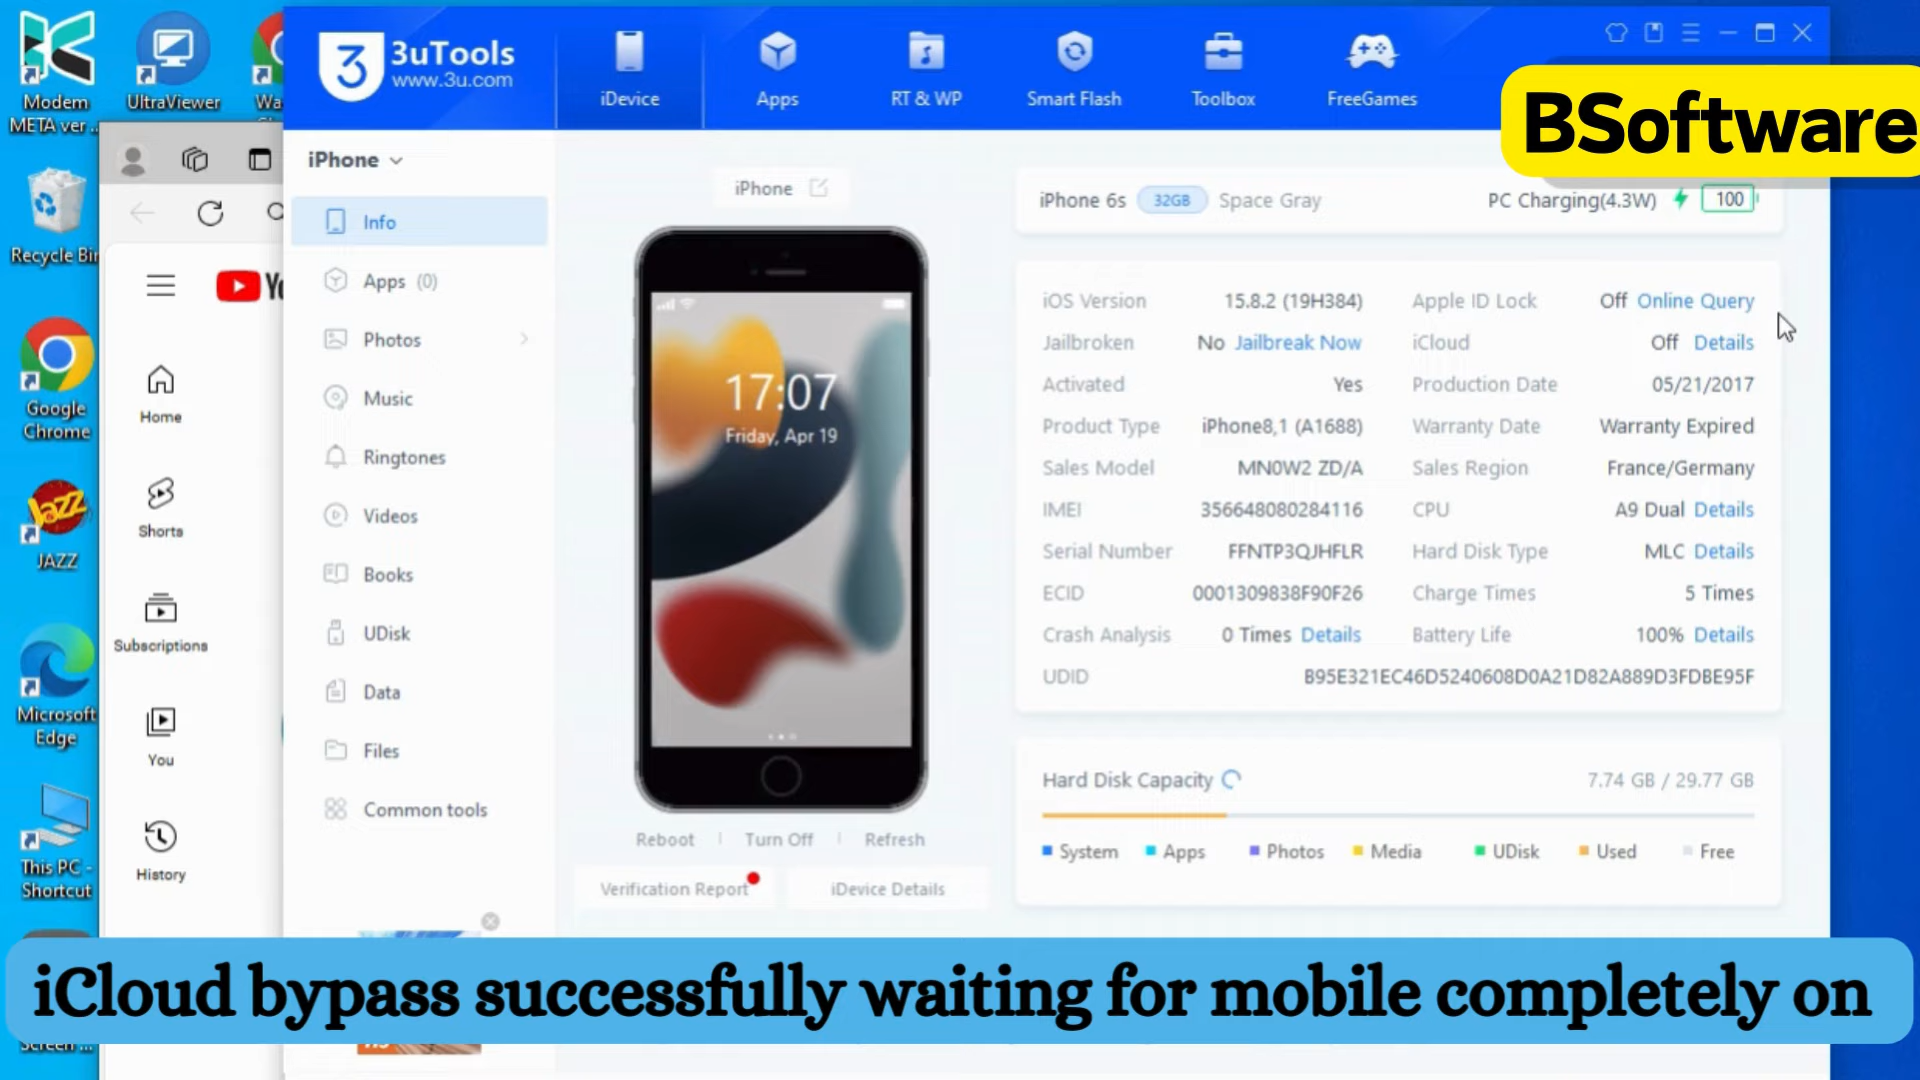 Modem
META ver ...
UltraViewer
Wa
Recycle Bin
Google
Chrome
JAZZ
Microsoft
Edge
This PC -
Shortcut
Screen ...
Home
Shorts
Subscriptions
You
History
3uTools
www.3u.com
iDevice
Apps
RT & WP
Smart Flash
Toolbox
FreeGames
BSoftware
iPhone
Info
Apps (0)
Photos
Music
Ringtones
Videos
Books
UDisk
Data
Files
Common tools
iPhone
17:07
Friday, Apr 19
Reboot
Turn Off
Refresh
Verification Report
iDevice Details
iPhone 6s 32GB Space Gray PC Charging(4.3W) 100
iOS Version 15.8.2 (19H384) Apple ID Lock Off Online Query
Jailbroken No Jailbreak Now iCloud Off Details
Activated Yes Production Date 05/21/2017
Product Type iPhone8,1 (A1688) Warranty Date Warranty Expired
Sales Model MN0W2 ZD/A Sales Region France/Germany
IMEI 356648080284116 CPU A9 Dual Details
Serial Number FFNTP3QJHFLR Hard Disk Type MLC Details
ECID 0001309838F90F26 Charge Times 5 Times
Crash Analysis 0 Times Details Battery Life 100% Details
UDID B95E321EC46D5240608D0A21D82A889D3FDBE95F
Hard Disk Capacity 7.74 GB / 29.77 GB
System Apps Photos Media UDisk Used Free
iCloud bypass successfully waiting for mobile completely on